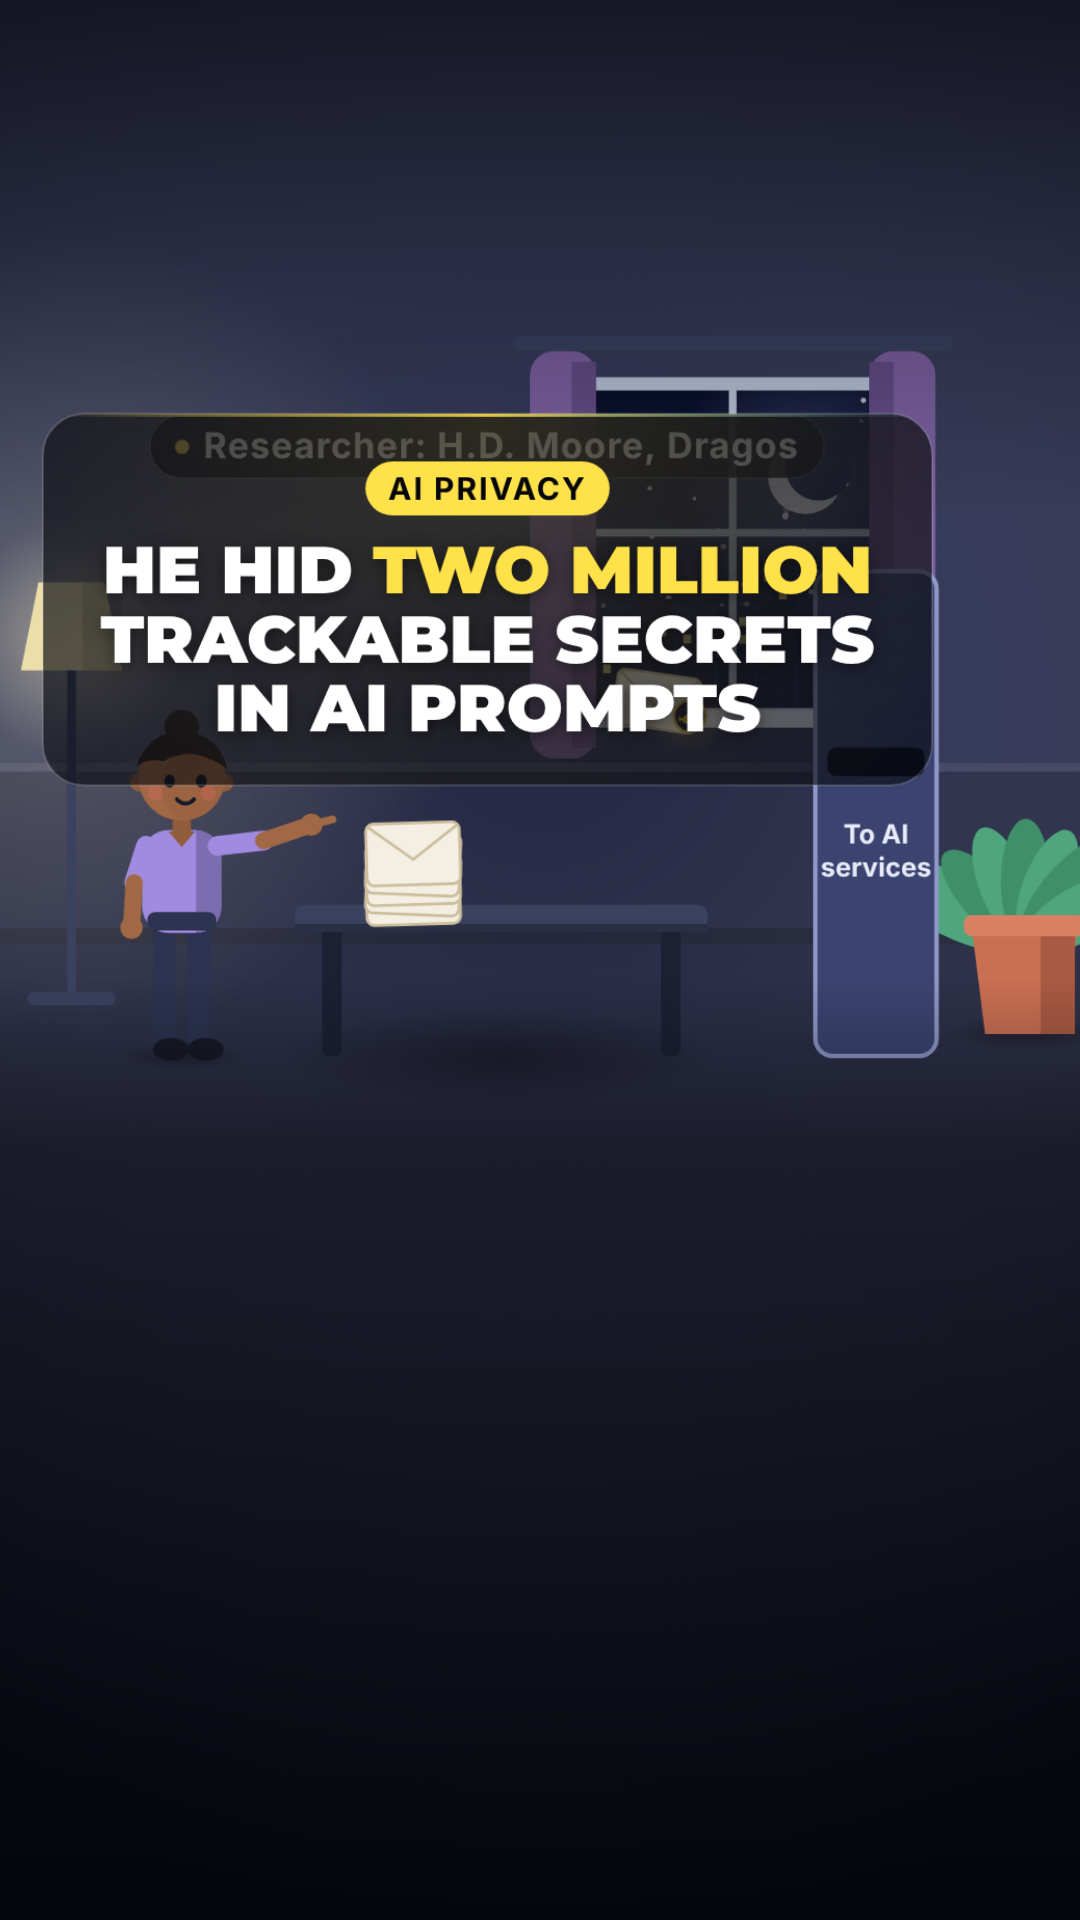 Researcher: H.D. Moore, Dragos
AI PRIVACY
HE HID TWO MILLION
TRACKABLE SECRETS
IN AI PROMPTS
To AI
services